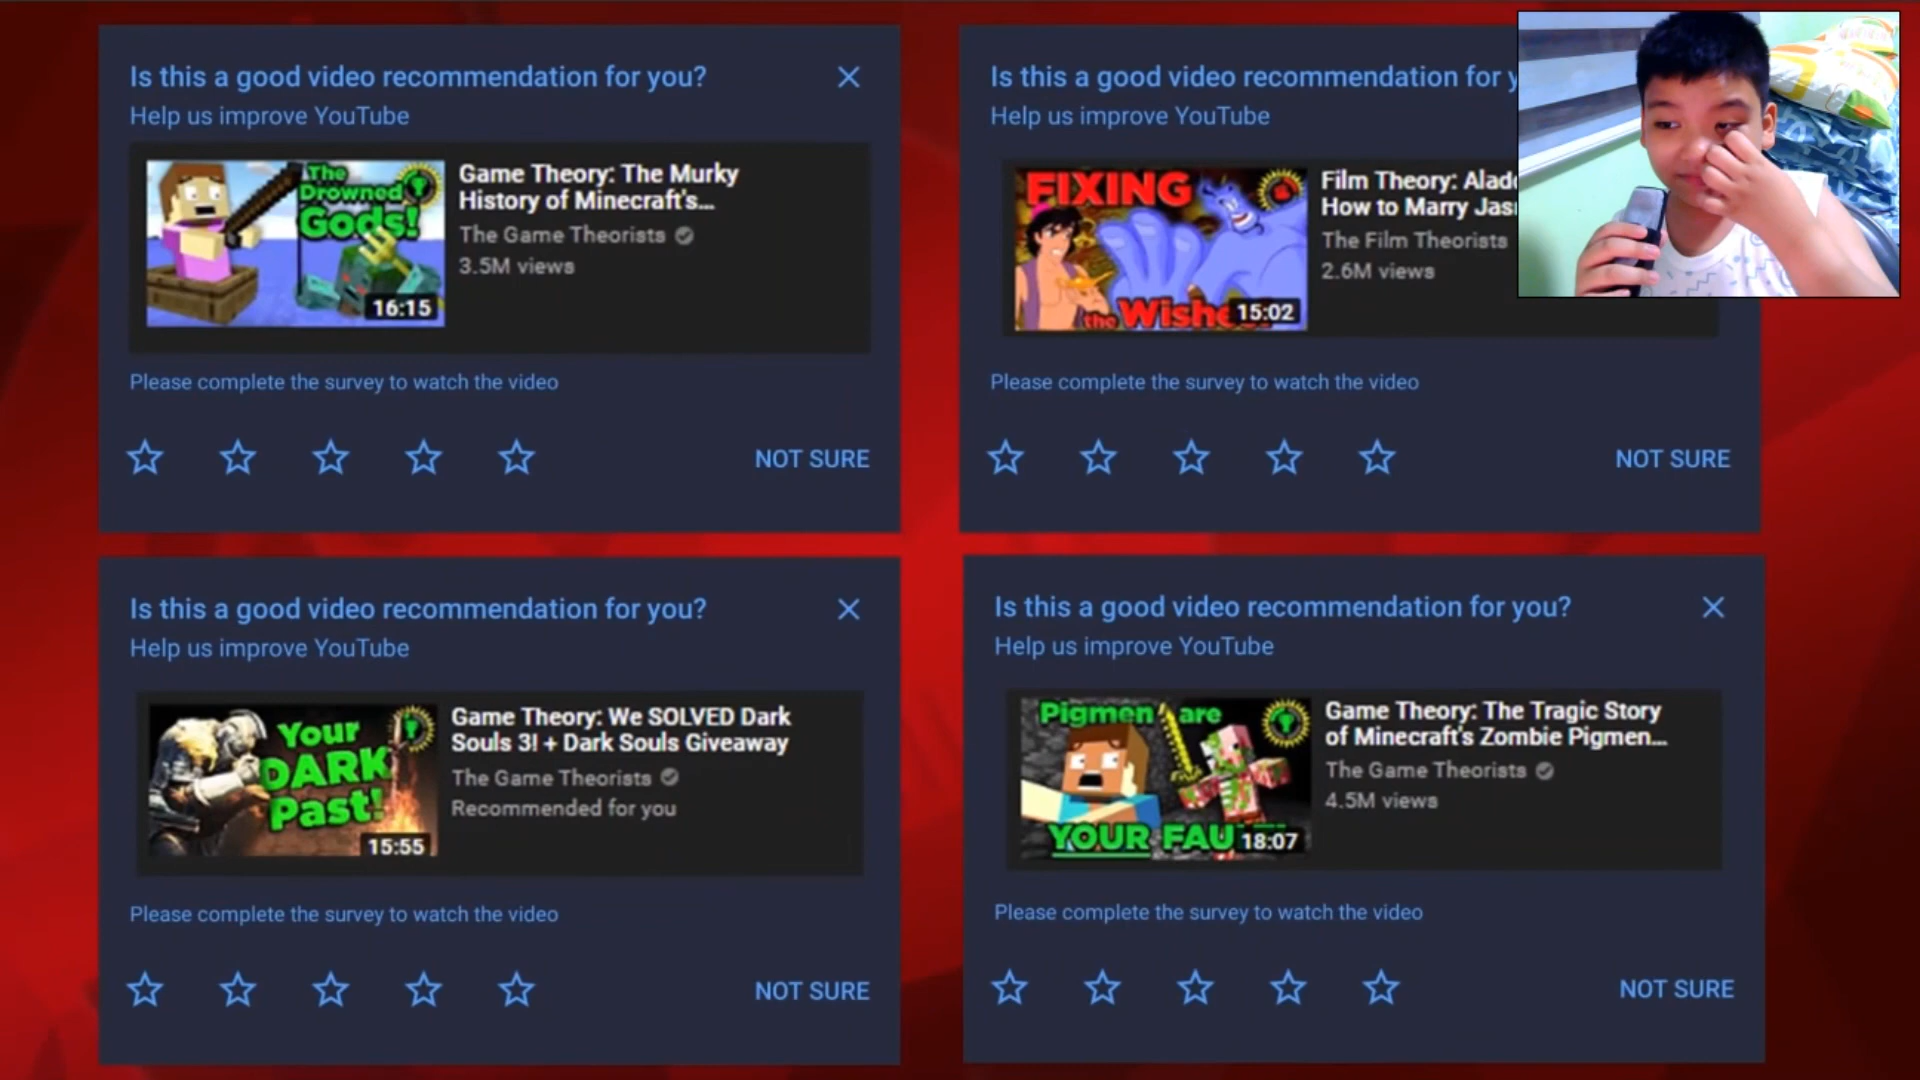 Is this a good video recommendation for you?
Help us improve YouTube
The
Drowned
Gods!
16:15
Game Theory: The Murky
History of Minecraft's...
The Game Theorists
3.5M views
Please complete the survey to watch the video
NOT SURE
Is this a good video recommendation for
Help us improve YouTube
FIXING
the
15:02
Film Theory:
How to Marry
The Film Theorists
2.6M views
Please complete the survey to watch the video
NOT SURE
Is this a good video recommendation for you?
Help us improve YouTube
Your
DARK
Past!
15:55
Game Theory: We SOLVED Dark
Souls 3! + Dark Souls Giveaway
The Game Theorists
Recommended for you
Please complete the survey to watch the video
NOT SURE
Is this a good video recommendation for you?
Help us improve YouTube
Pigmen are
YOUR
18:07
Game Theory: The Tragic Story
of Minecraft's Zombie Pigmen...
The Game Theorists
4.5M views
Please complete the survey to watch the video
NOT SURE